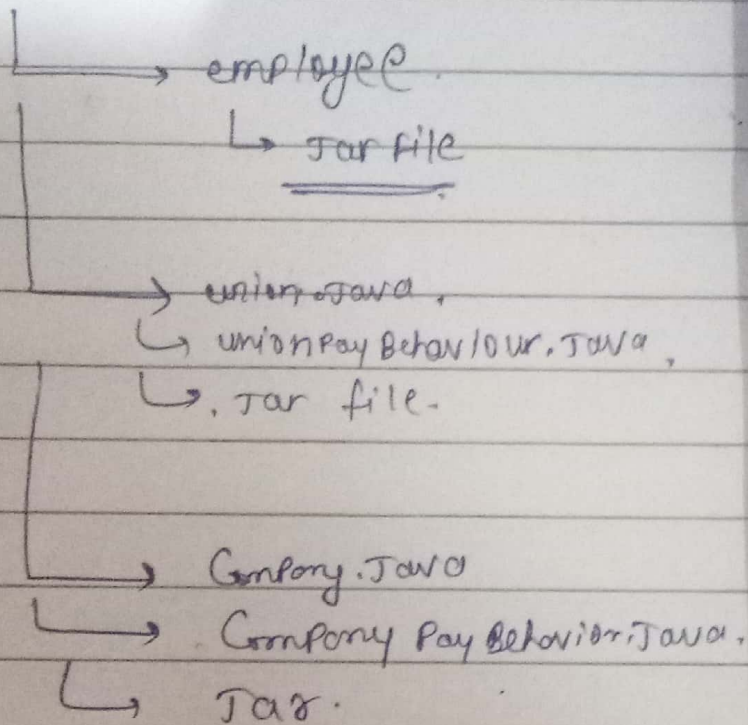 employee.
Jar file
union.Java,
unionPay Behaviour.Java,
Jar file.
Company.Java
Company Pay Behavior.Java.
Jar.